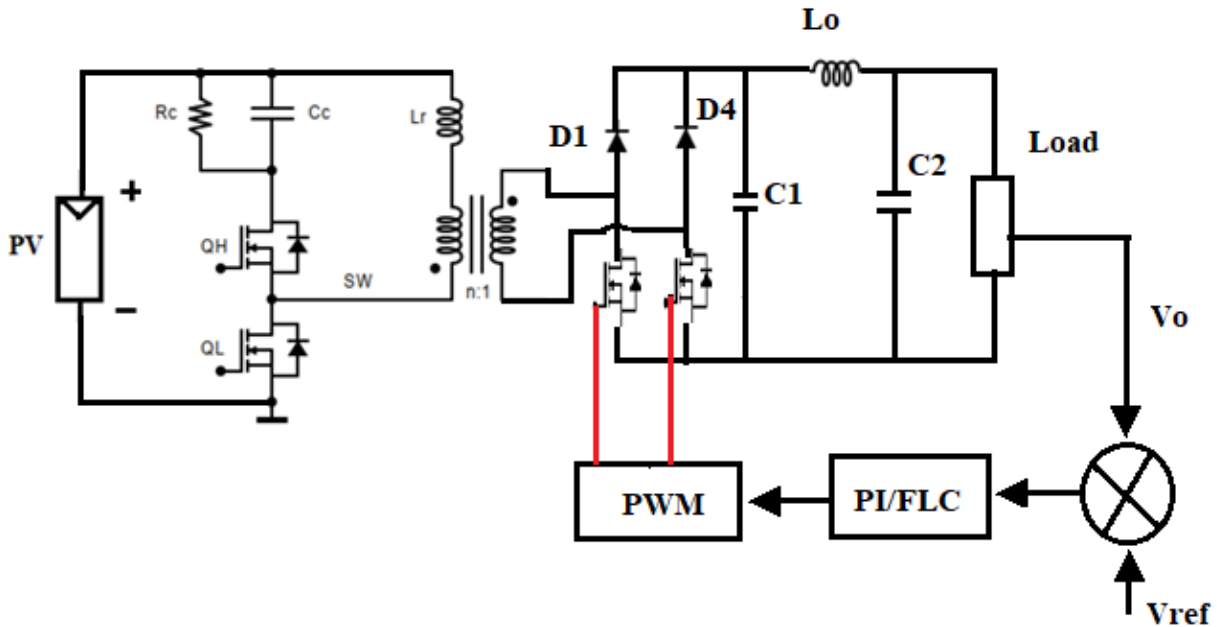 Lo
Rc
Cc
Lr
D1
D4
Load
C1
C2
+
PV
QH
SW
n:1
−
QL
Vo
PWM
PI/FLC
Vref